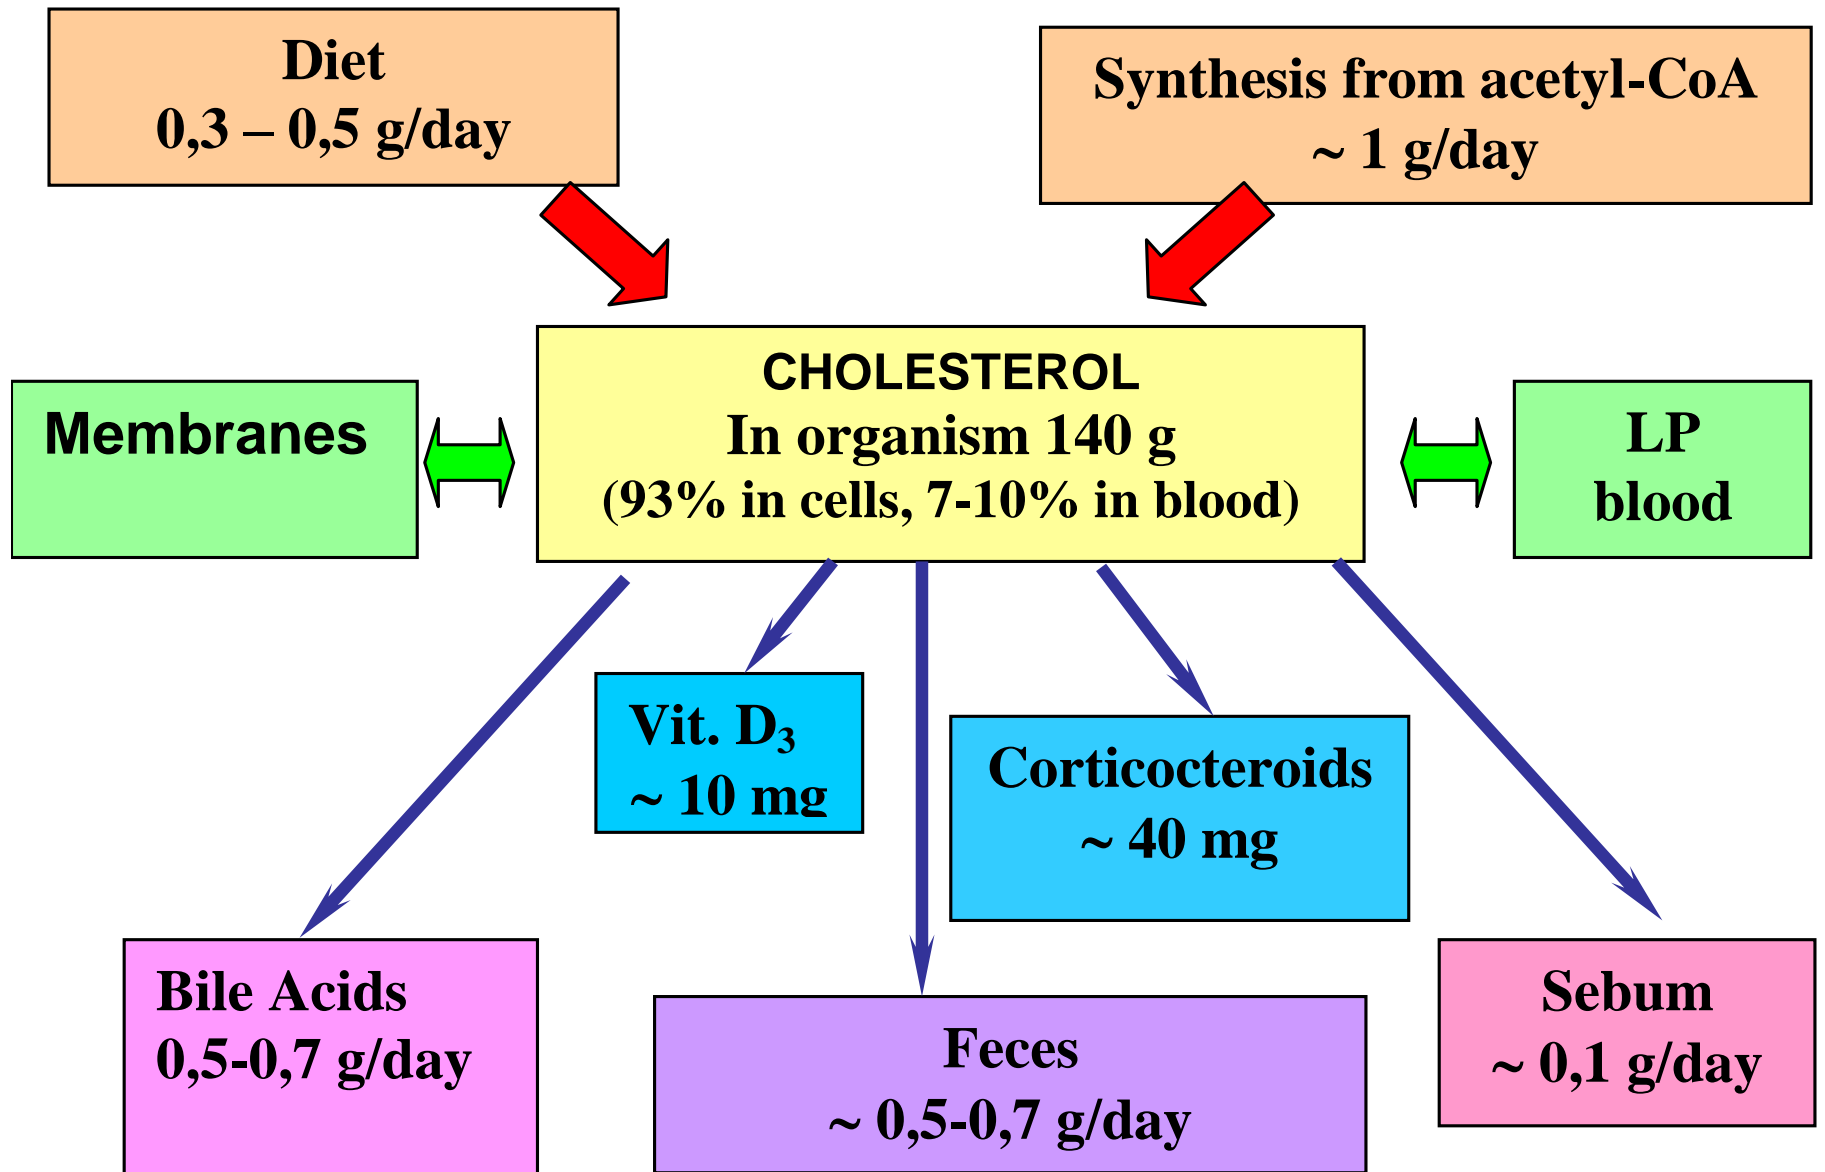 Diet
0,3 – 0,5 g/day
Synthesis from acetyl-CoA
~ 1 g/day
CHOLESTEROL
In organism 140 g
(93% in cells, 7-10% in blood)
Membranes
LP
blood
Vit. D₃
~ 10 mg
Corticocteroids
~ 40 mg
Bile Acids
0,5-0,7 g/day
Feces
~ 0,5-0,7 g/day
Sebum
~ 0,1 g/day